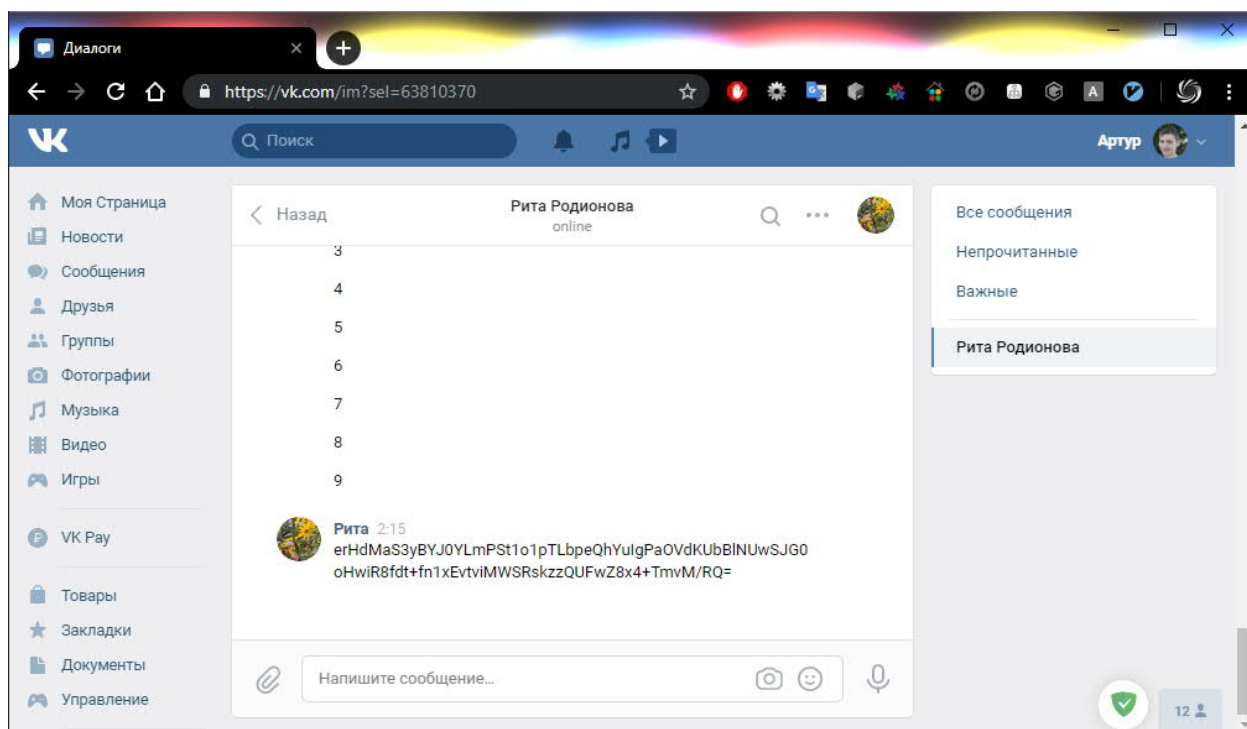 Диалоги
https://vk.com/im?sel=63810370
Поиск
Артур
Моя Страница
Новости
Сообщения
Друзья
Группы
Фотографии
Музыка
Видео
Игры
VK Pay
Товары
Закладки
Документы
Управление
Назад
Рита Родионова
online
3
4
5
6
7
8
9
Рита 2:15
erHdMaS3yBYJ0YLmPSt1o1pTLbpeQhYuIgPaOVdKUbBlNUwSJG0
oHwiR8fdt+fn1xEvtviMWSRskzzQUFwZ8x4+TmvM/RQ=
Напишите сообщение...
Все сообщения
Непрочитанные
Важные
Рита Родионова
12